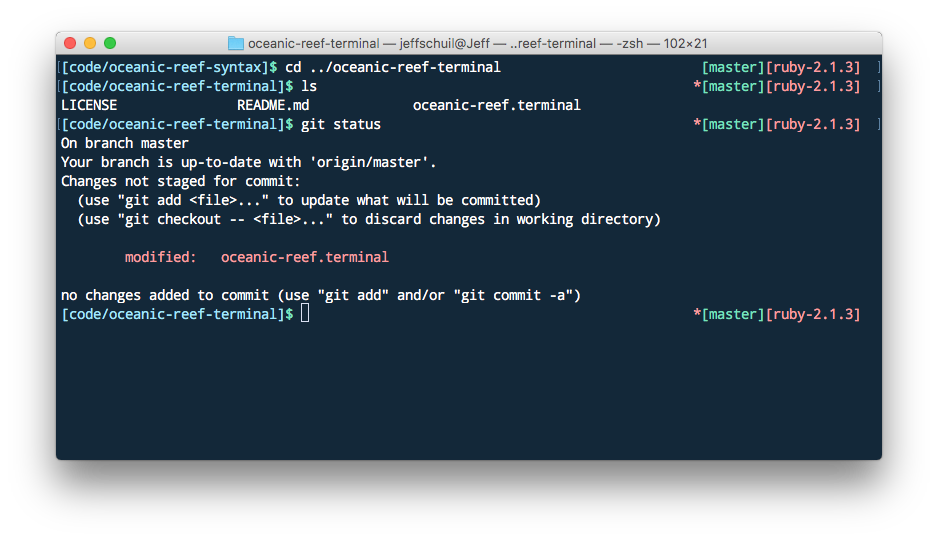 oceanic-reef-terminal — jeffschuil@Jeff — ..reef-terminal — -zsh — 102×21
[[code/oceanic-reef-syntax]$ cd ../oceanic-reef-terminal [master][ruby-2.1.3] ]
[[code/oceanic-reef-terminal]$ ls *[master][ruby-2.1.3] ]
LICENSE README.md oceanic-reef.terminal
[[code/oceanic-reef-terminal]$ git status *[master][ruby-2.1.3] ]
On branch master
Your branch is up-to-date with 'origin/master'.
Changes not staged for commit:
(use "git add <file>..." to update what will be committed)
(use "git checkout -- <file>..." to discard changes in working directory)
modified: oceanic-reef.terminal
no changes added to commit (use "git add" and/or "git commit -a")
[code/oceanic-reef-terminal]$ *[master][ruby-2.1.3]